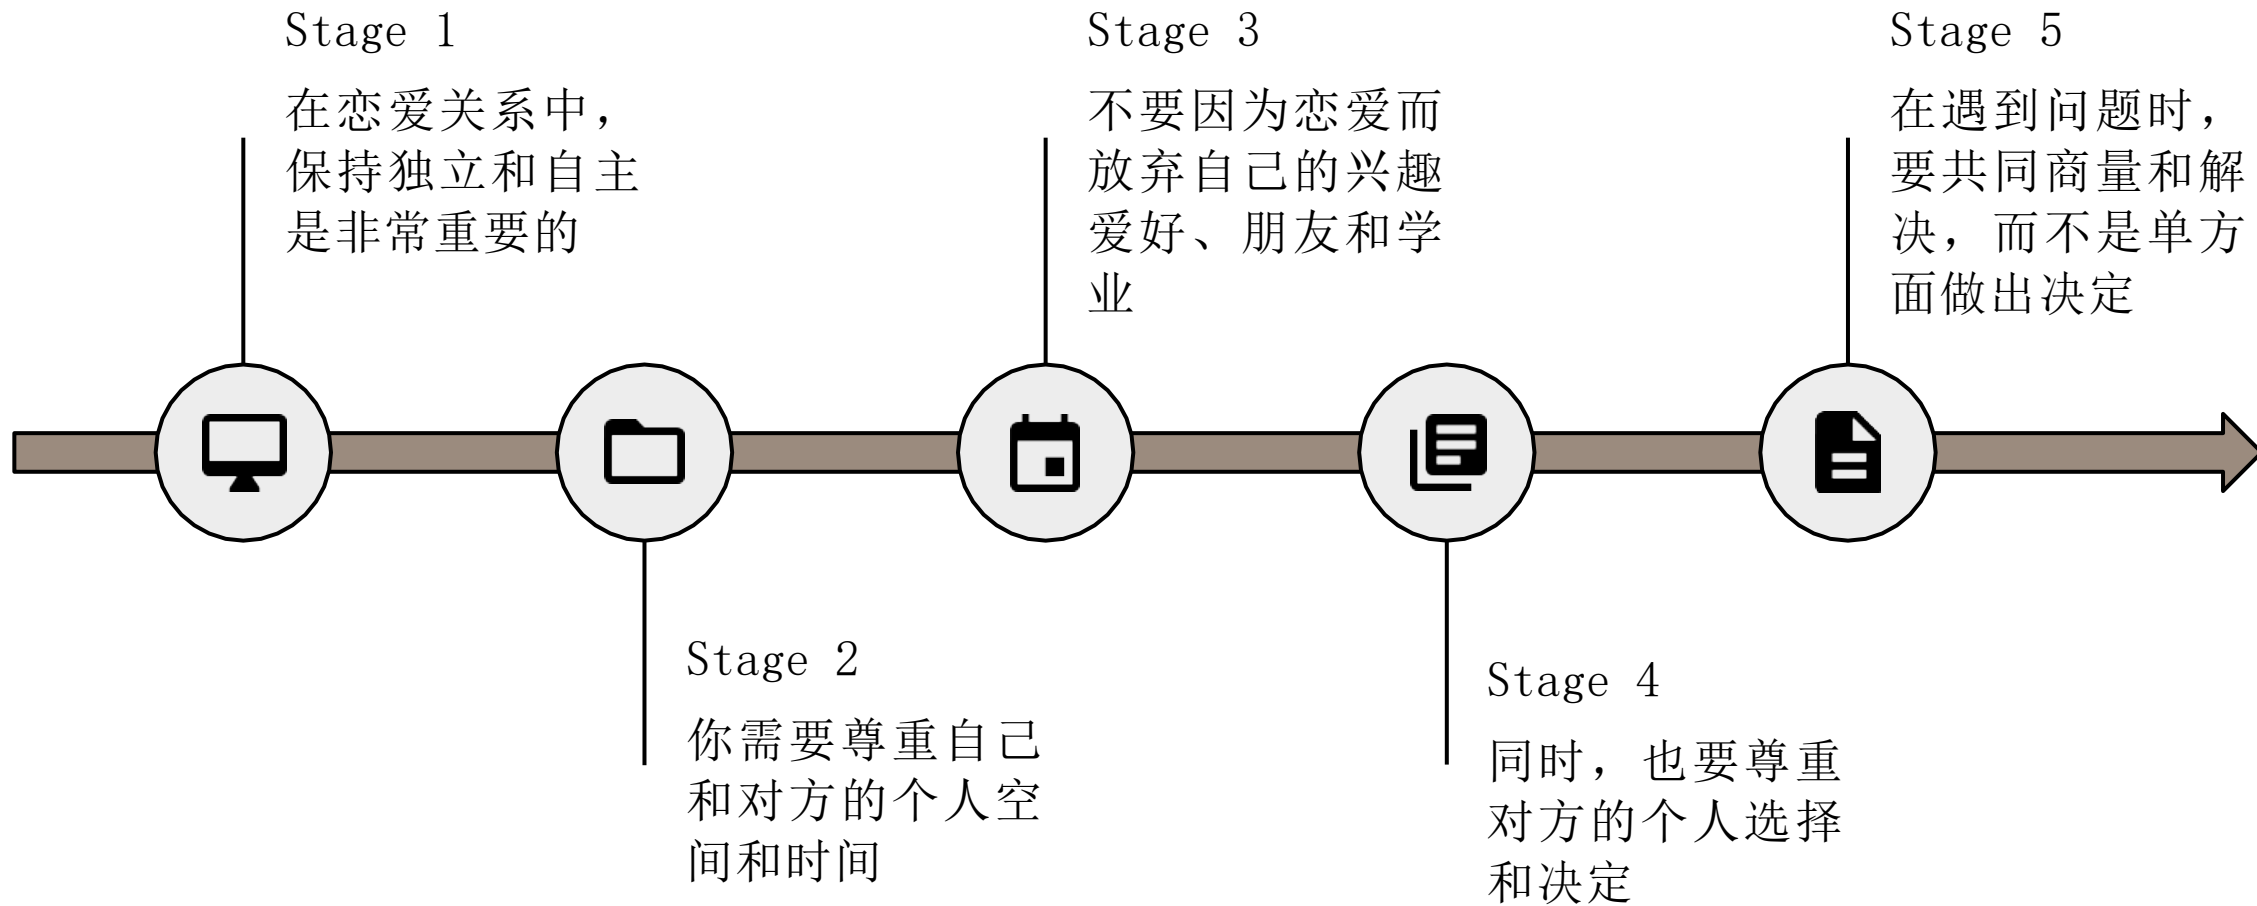 Stage 1
在恋爱关系中，
保持独立和自主
是非常重要的
Stage 2
你需要尊重自己
和对方的个人空
间和时间
Stage 3
不要因为恋爱而
放弃自己的兴趣
爱好、朋友和学
业
Stage 4
同时，也要尊重
对方的个人选择
和决定
Stage 5
在遇到问题时，
要共同商量和解
决，而不是单方
面做出决定